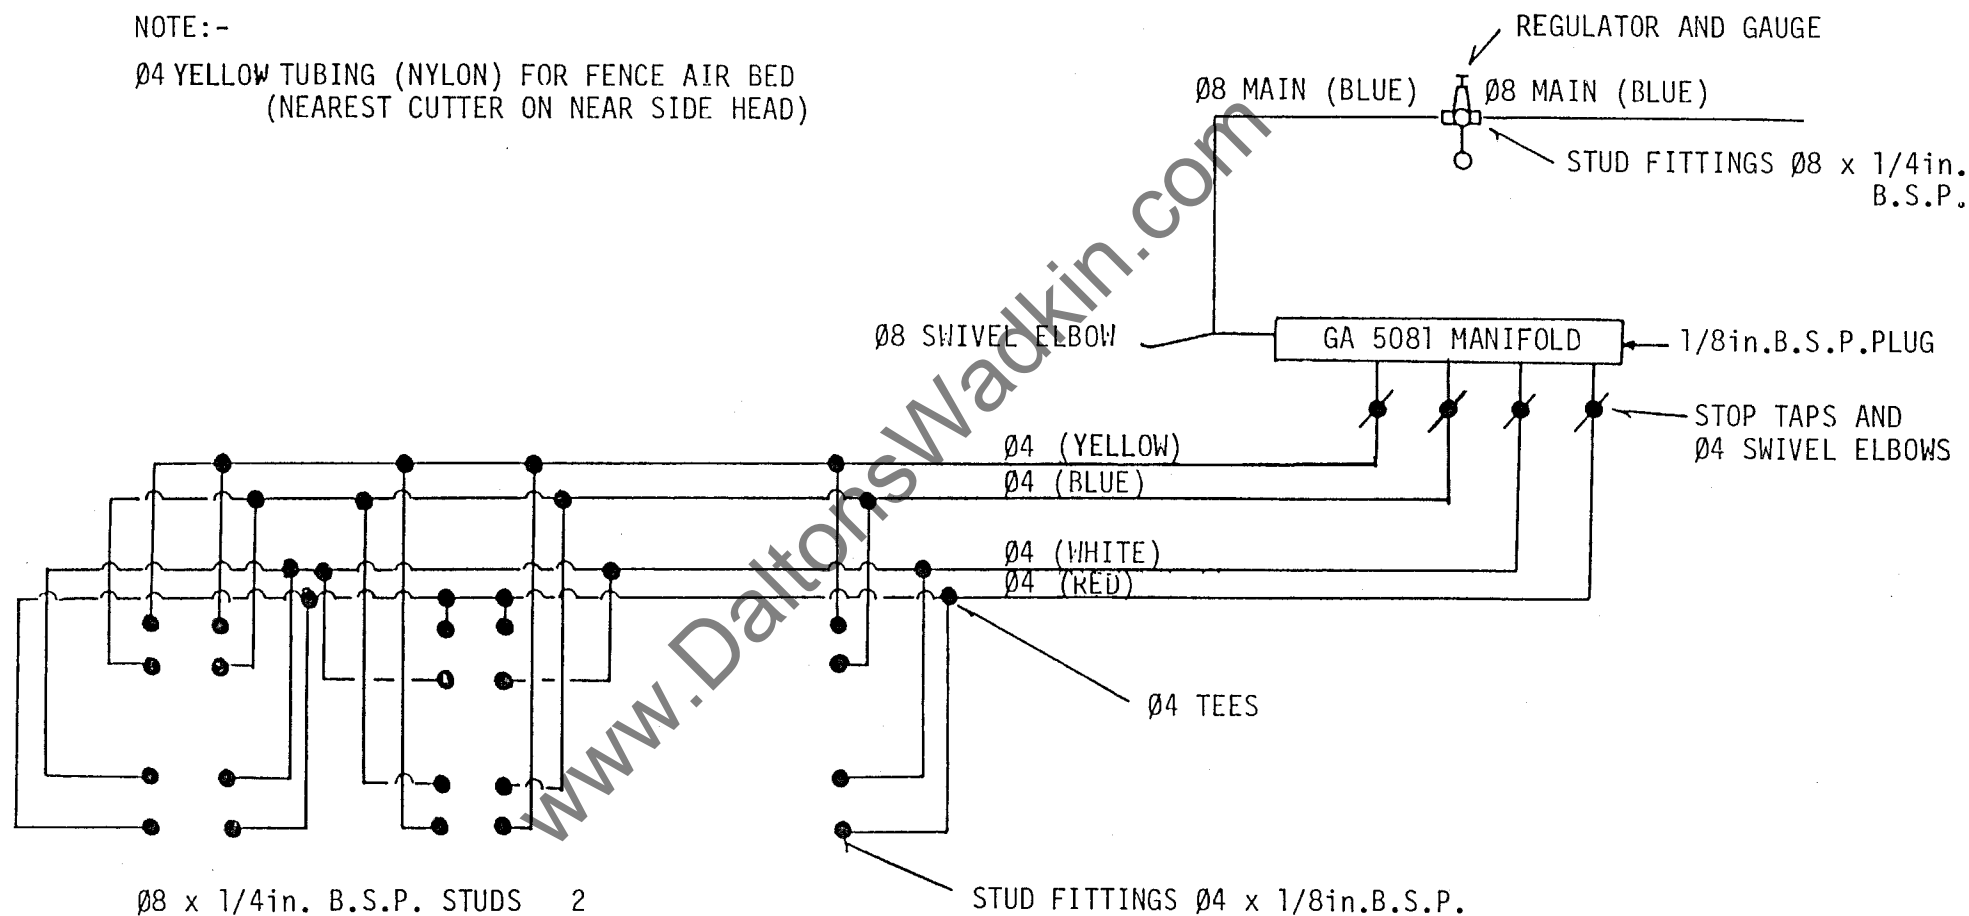 NOTE:-
Ø4 YELLOW TUBING (NYLON) FOR FENCE AIR BED
(NEAREST CUTTER ON NEAR SIDE HEAD)
REGULATOR AND GAUGE
Ø8 MAIN (BLUE)
Ø8 MAIN (BLUE)
STUD FITTINGS Ø8 x 1/4in.
B.S.P.
Ø8 SWIVEL ELBOW
GA 5081 MANIFOLD
1/8in.B.S.P.PLUG
STOP TAPS AND
Ø4 SWIVEL ELBOWS
Ø4 (YELLOW)
Ø4 (BLUE)
Ø4 (WHITE)
Ø4 (RED)
Ø4 TEES
Ø8 x 1/4in. B.S.P. STUDS 2
STUD FITTINGS Ø4 x 1/8in.B.S.P.
www.DaltonsWadkin.com